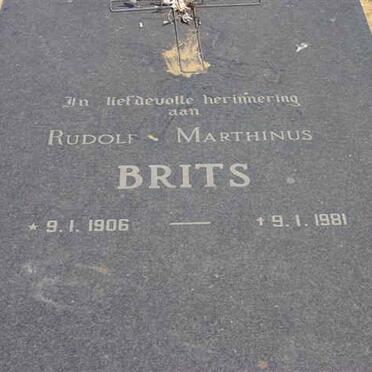 In liefdevolle herinnering
aan
RUDOLF MARTHINUS
BRITS
* 9.1.1906 — † 9.1.1981